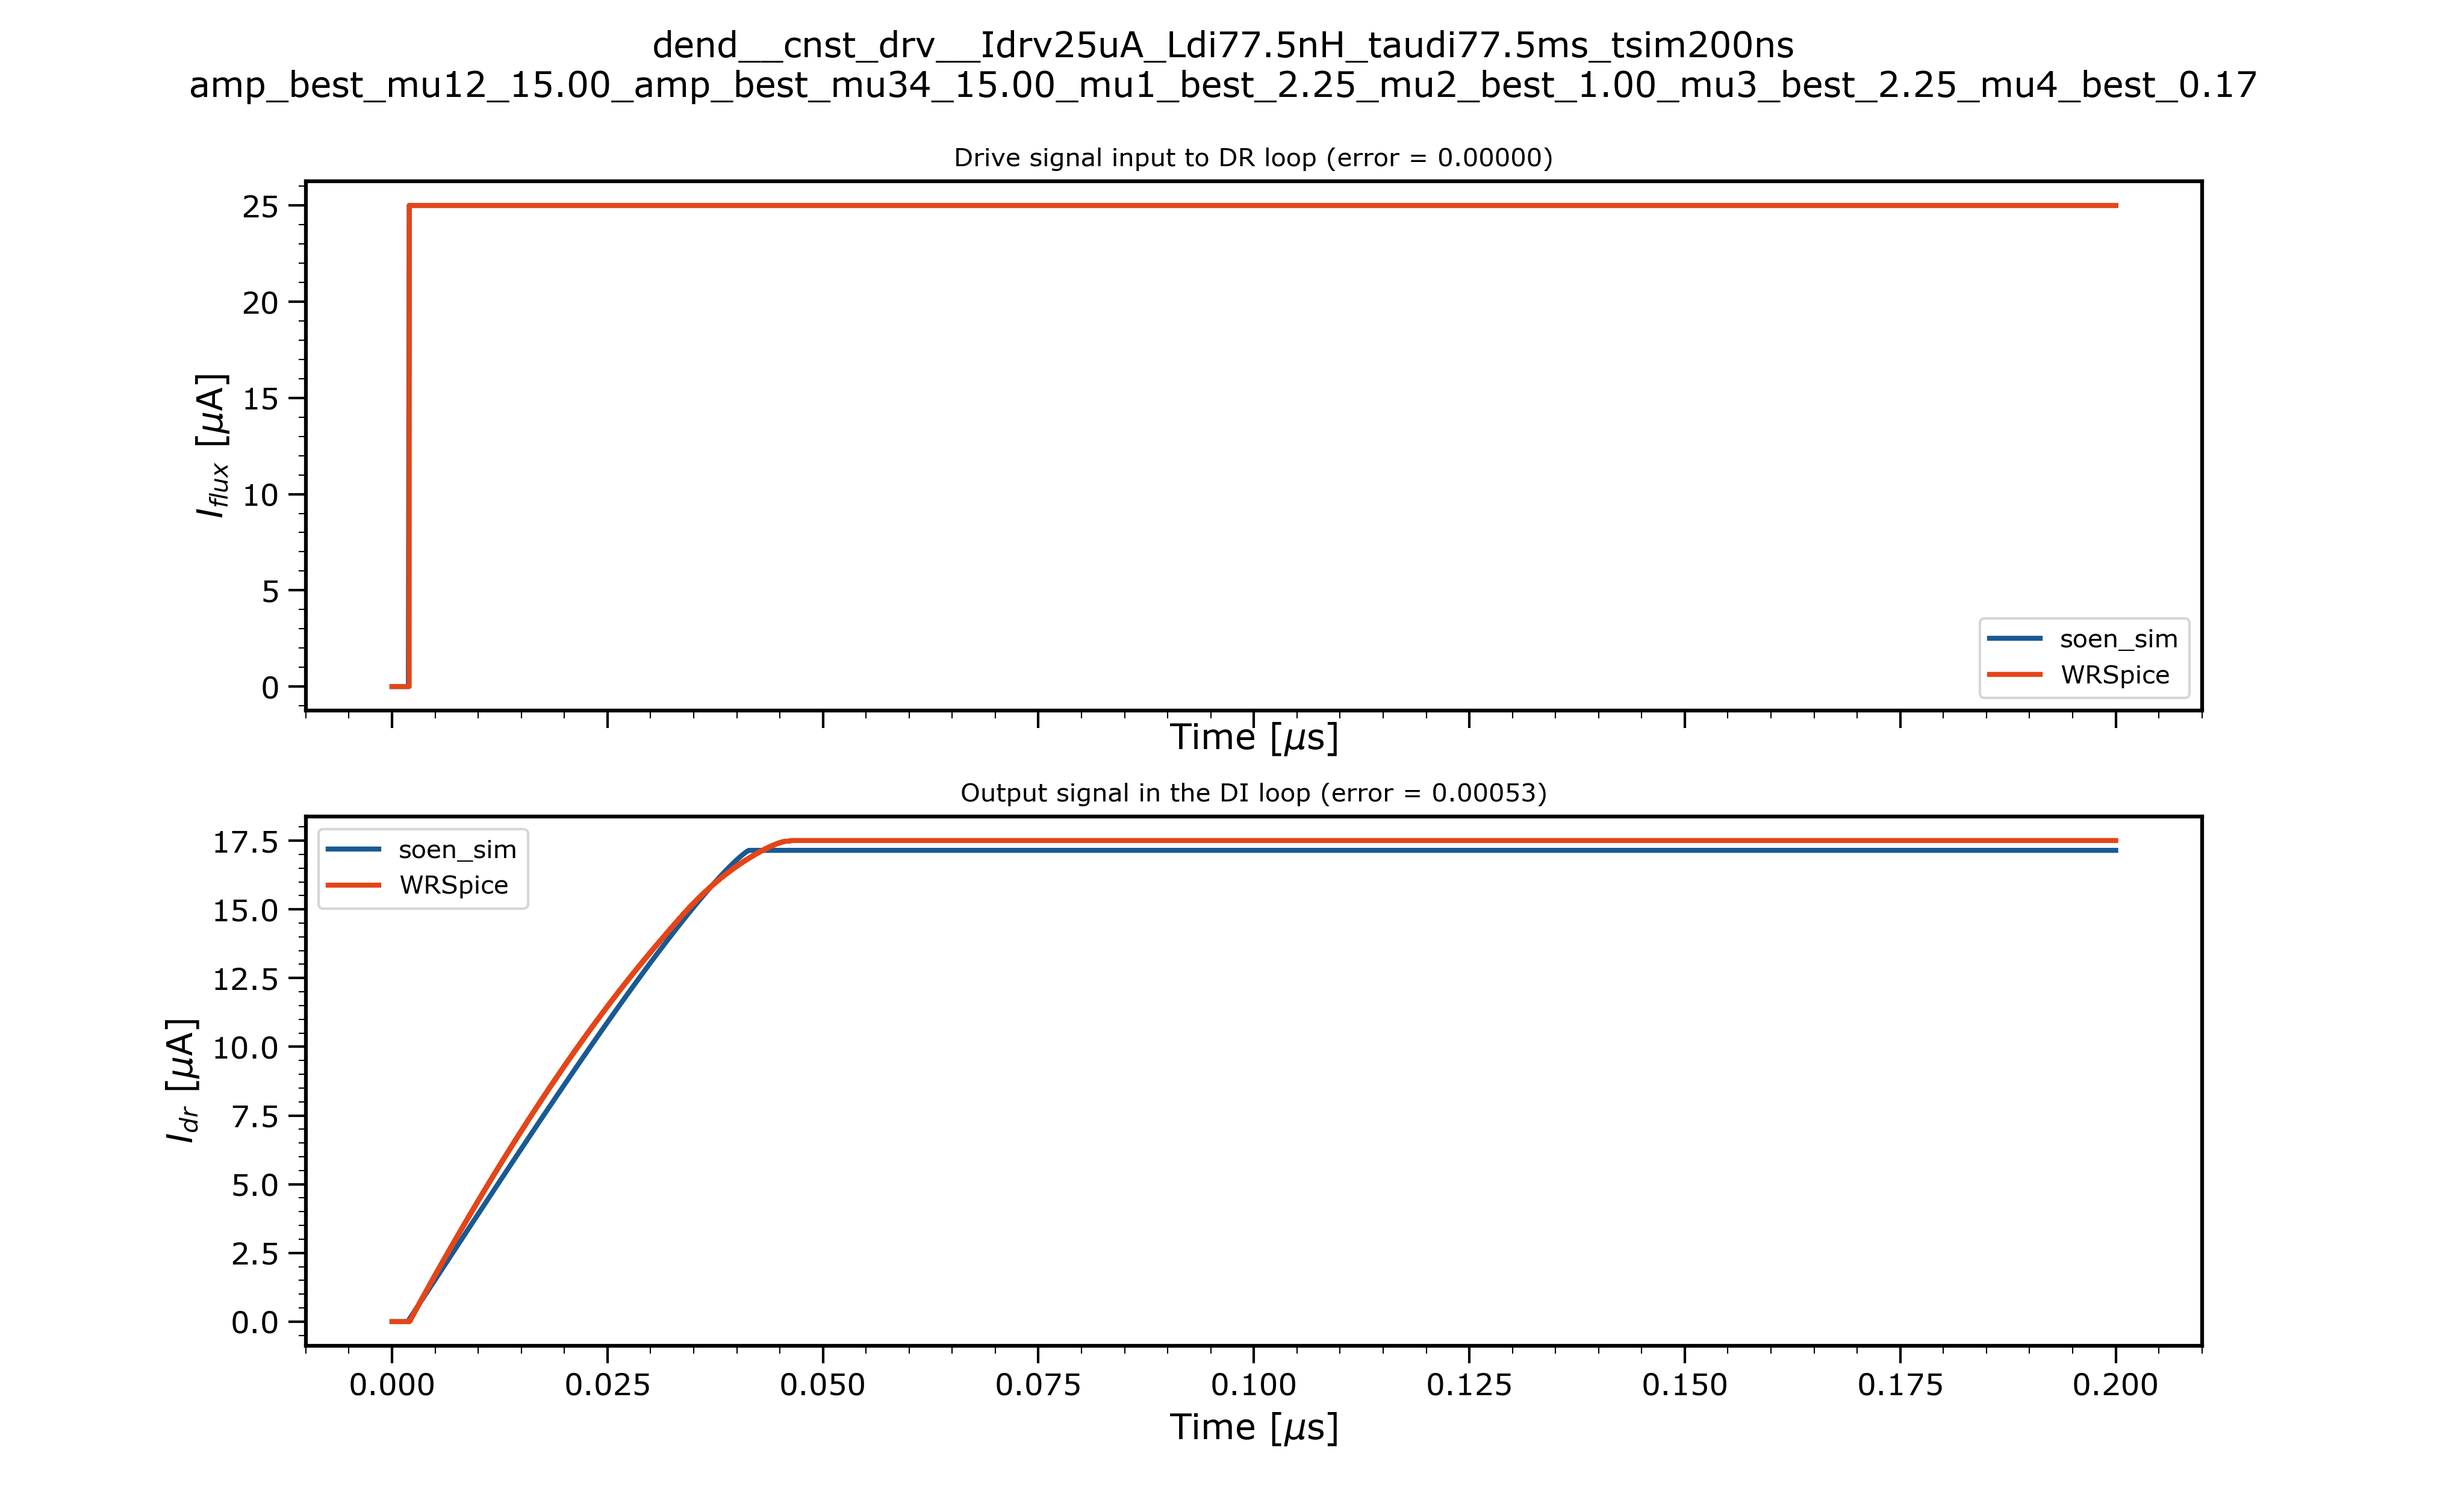 dend__cnst_drv__Idrv25uA_Ldi77.5nH_taudi77.5ms_tsim200ns
amp_best_mu12_15.00_amp_best_mu34_15.00_mu1_best_2.25_mu2_best_1.00_mu3_best_2.25_mu4_best_0.17
Drive signal input to DR loop (error = 0.00000)
25
20
15
10
5
0
I_flux [μA]
soen_sim
WRSpice
Time [μs]
Output signal in the DI loop (error = 0.00053)
17.5
15.0
12.5
10.0
7.5
5.0
2.5
0.0
I_dr [μA]
soen_sim
WRSpice
0.000 0.025 0.050 0.075 0.100 0.125 0.150 0.175 0.200
Time [μs]